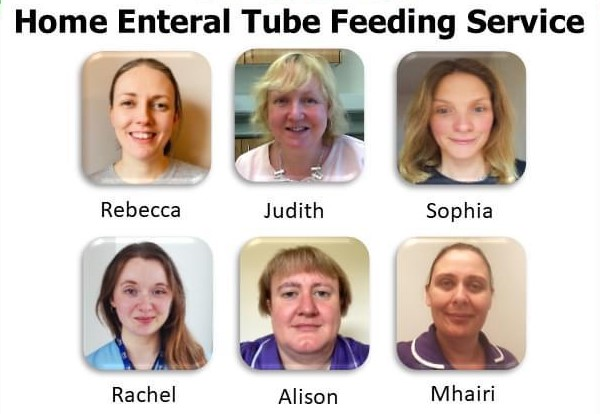 Home Enteral Tube Feeding Service
Rebecca
Judith
Sophia
Rachel
Alison
Mhairi